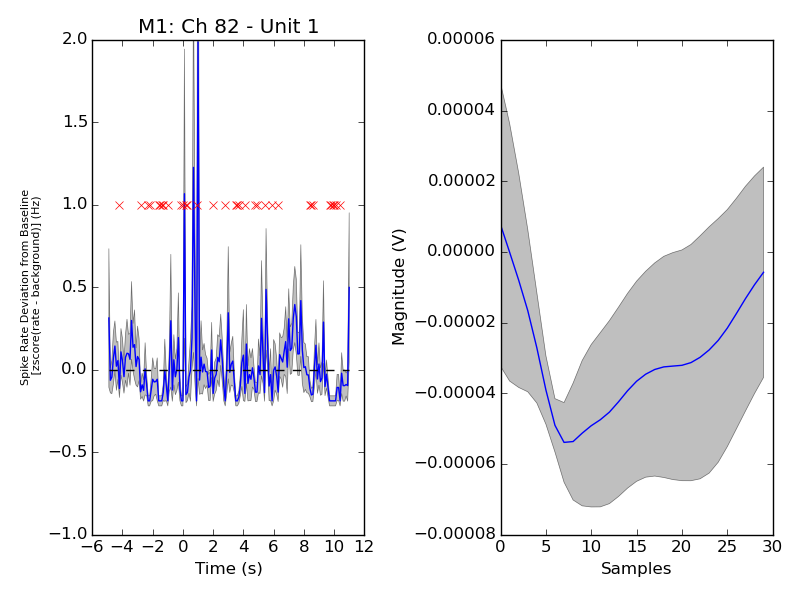 M1: Ch 82 - Unit 1
Spike Rate Deviation from Baseline
[zscore(rate - background)] (Hz)
2.0
1.5
1.0
0.5
0.0
−0.5
−1.0
−6 −4 −2 0 2 4 6 8 10 12
Time (s)
Magnitude (V)
0.00006
0.00004
0.00002
0.00000
−0.00002
−0.00004
−0.00006
−0.00008
0 5 10 15 20 25 30
Samples